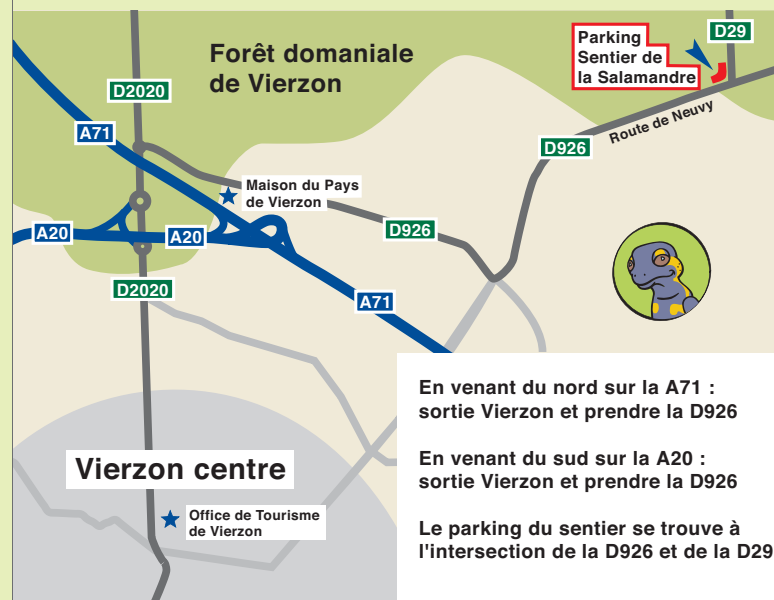 Forêt domaniale
de Vierzon
Parking
Sentier de
la Salamandre
D29
D2020
A71
Route de Neuvy
D926
Maison du Pays
de Vierzon
A20
A20
D926
D2020
A71
En venant du nord sur la A71 :
sortie Vierzon et prendre la D926
En venant du sud sur la A20 :
sortie Vierzon et prendre la D926
Le parking du sentier se trouve à
l'intersection de la D926 et de la D29
Vierzon centre
Office de Tourisme
de Vierzon